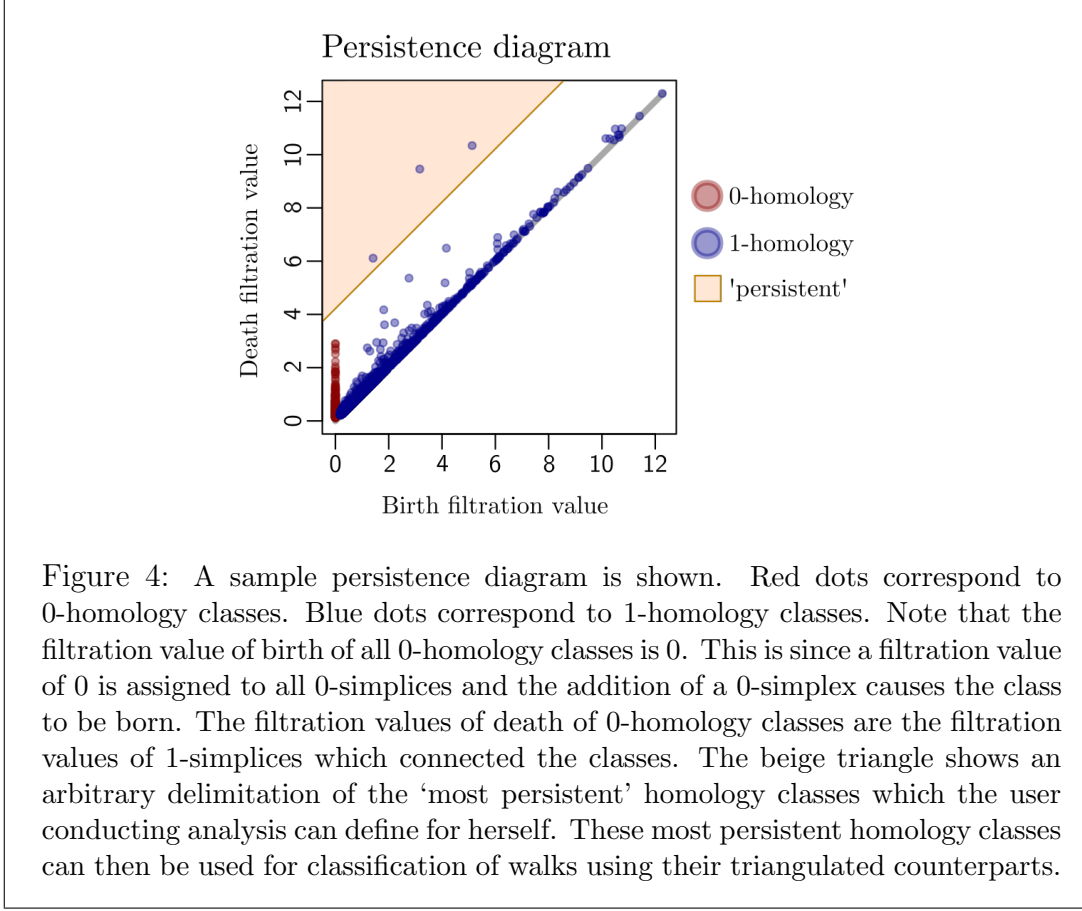 Persistence diagram
Death filtration value
12
10
8
6
4
2
0
0 2 4 6 8 10 12
Birth filtration value
0-homology
1-homology
'persistent'
Figure 4: A sample persistence diagram is shown. Red dots correspond to
0-homology classes. Blue dots correspond to 1-homology classes. Note that the
filtration value of birth of all 0-homology classes is 0. This is since a filtration value
of 0 is assigned to all 0-simplices and the addition of a 0-simplex causes the class
to be born. The filtration values of death of 0-homology classes are the filtration
values of 1-simplices which connected the classes. The beige triangle shows an
arbitrary delimitation of the ‘most persistent’ homology classes which the user
conducting analysis can define for herself. These most persistent homology classes
can then be used for classification of walks using their triangulated counterparts.